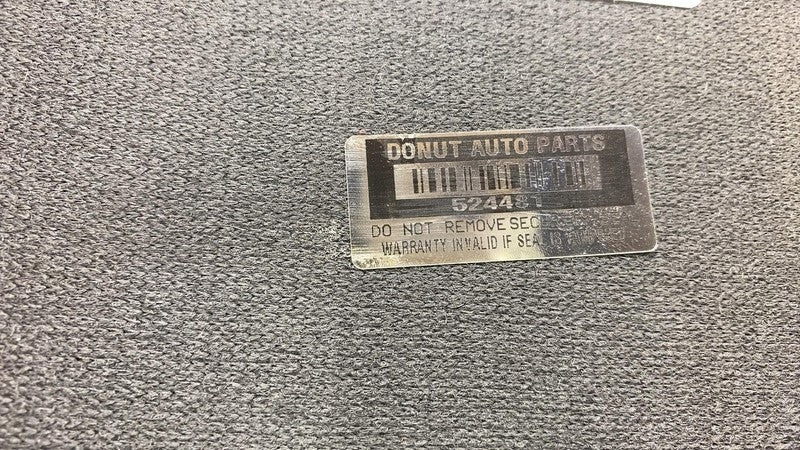 DONUT AUTO PARTS
524481
DO NOT REMOVE
WARRANTY INVALID IF